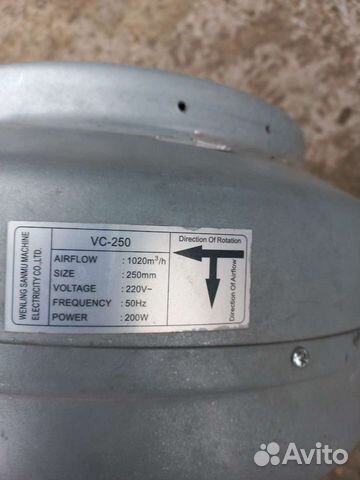 WENLING SANMU MACHINE
ELECTRICITY CO.,LTD.
VC-250
AIRFLOW : 1020m³/h
SIZE : 250mm
VOLTAGE : 220V~
FREQUENCY : 50Hz
POWER : 200W
Direction Of Rotation
Direction Of Airflow
Avito